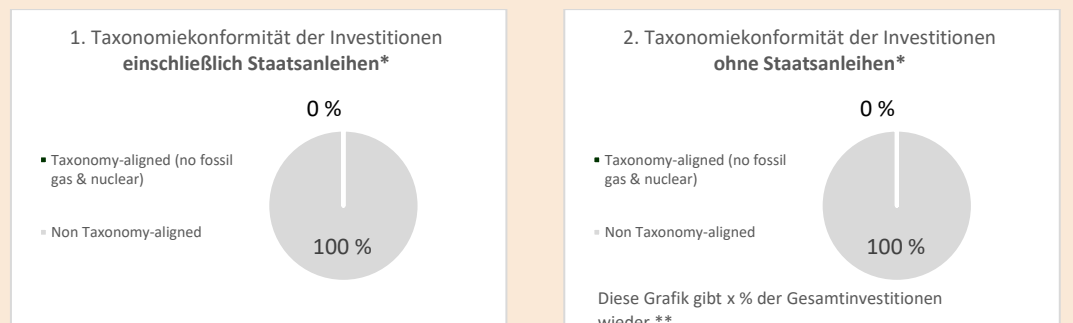 1. Taxonomiekonformität der Investitionen
einschließlich Staatsanleihen*
0 %
Taxonomy-aligned (no fossil
gas & nuclear)
Non Taxonomy-aligned
100 %
2. Taxonomiekonformität der Investitionen
ohne Staatsanleihen*
0 %
Taxonomy-aligned (no fossil
gas & nuclear)
Non Taxonomy-aligned
100 %
Diese Grafik gibt x % der Gesamtinvestitionen
wieder.**